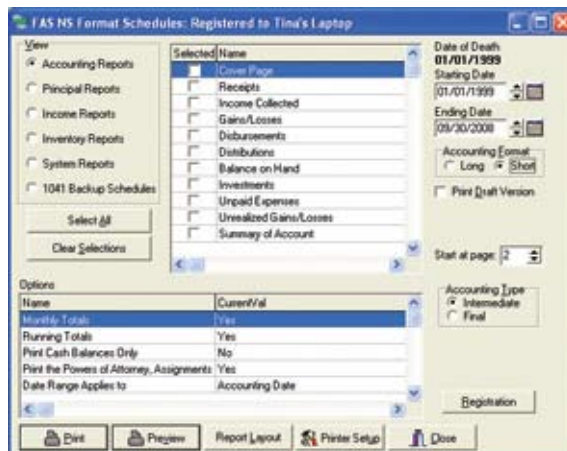 FAS NS Format Schedules: Registered to Tina's Laptop
View
Accounting Reports
Principal Reports
Income Reports
Inventory Reports
System Reports
1041 Backup Schedules
Select All
Clear Selections
Selected Name
Cover Page
Receipts
Income Collected
Gains/Losses
Disbursements
Distributions
Balance on Hand
Investments
Unpaid Expenses
Unrealized Gains/Losses
Summary of Account
Date of Death
01/01/1999
Starting Date
01/01/1999
Ending Date
09/30/2008
Accounting Format
Long Short
Print Draft Version
Start at page: 2
Accounting Type
Intermediate
Final
Registration
Options
Name CurrentVal
Monthly Totals Yes
Running Totals Yes
Print Cash Balances Only No
Print the Powers of Attorney, Assignments Yes
Date Range Applies to Accounting Date
Print Preview Report Layout Printer Setup Close